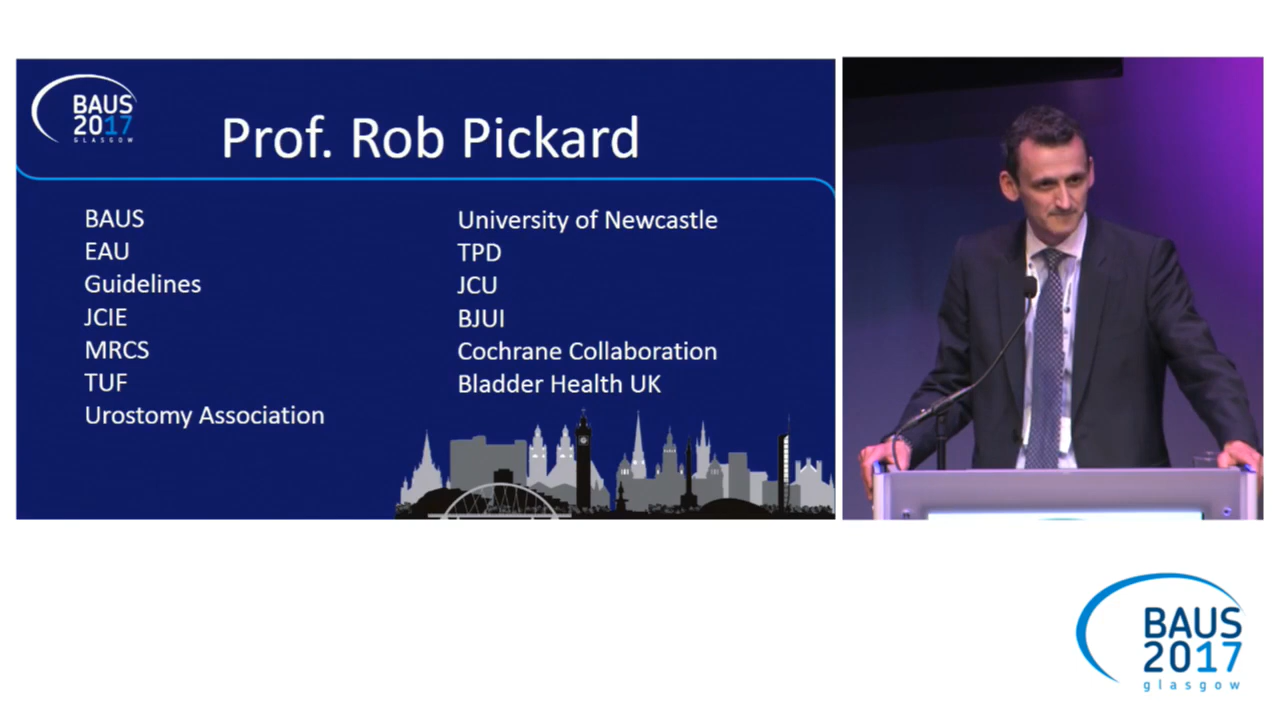 BAUS
2017
GLASGOW
Prof. Rob Pickard
BAUS
EAU
Guidelines
JCIE
MRCS
TUF
Urostomy Association
University of Newcastle
TPD
JCU
BJUI
Cochrane Collaboration
Bladder Health UK
BAUS
2017
glasgow